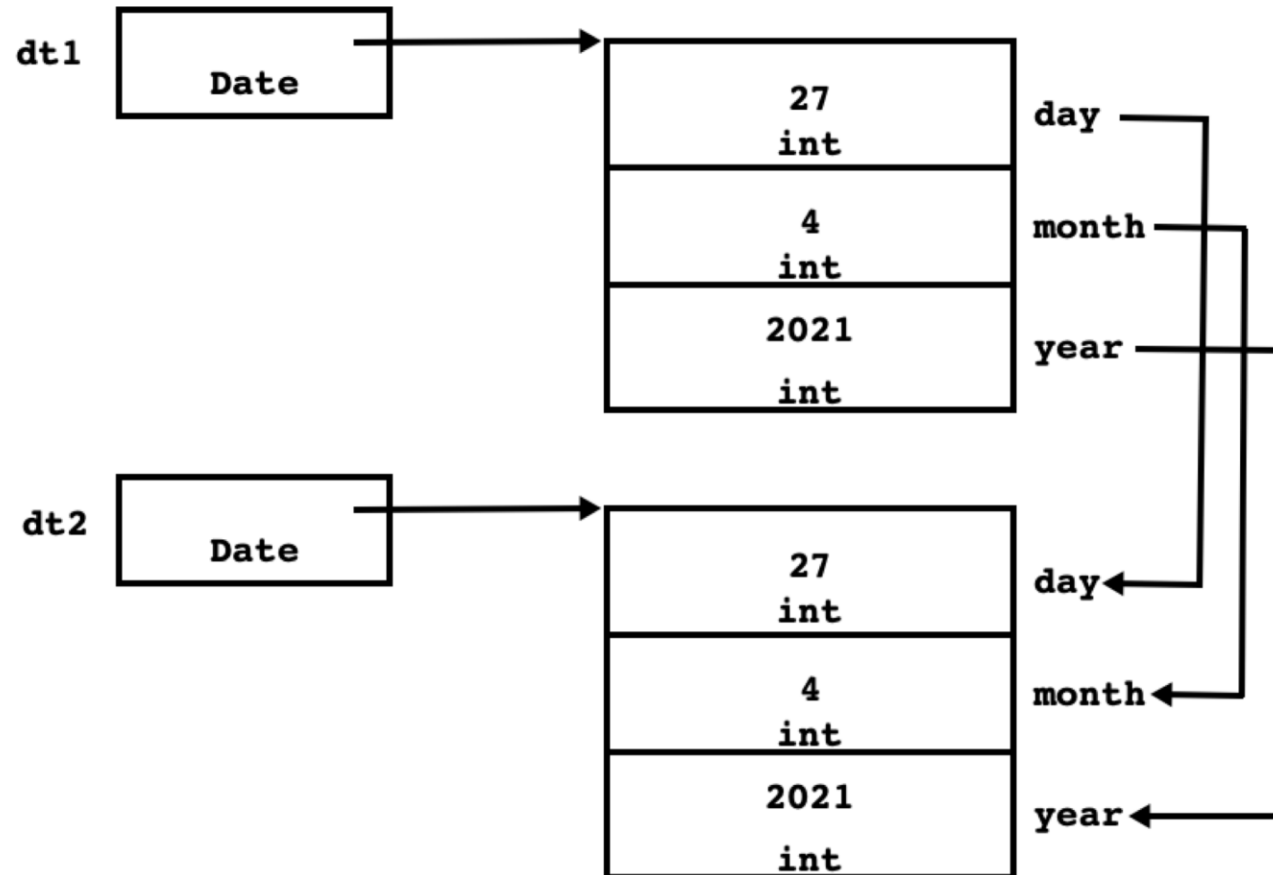 dt1
Date
27
int
day
4
int
month
2021
int
year
dt2
Date
27
int
day
4
int
month
2021
int
year